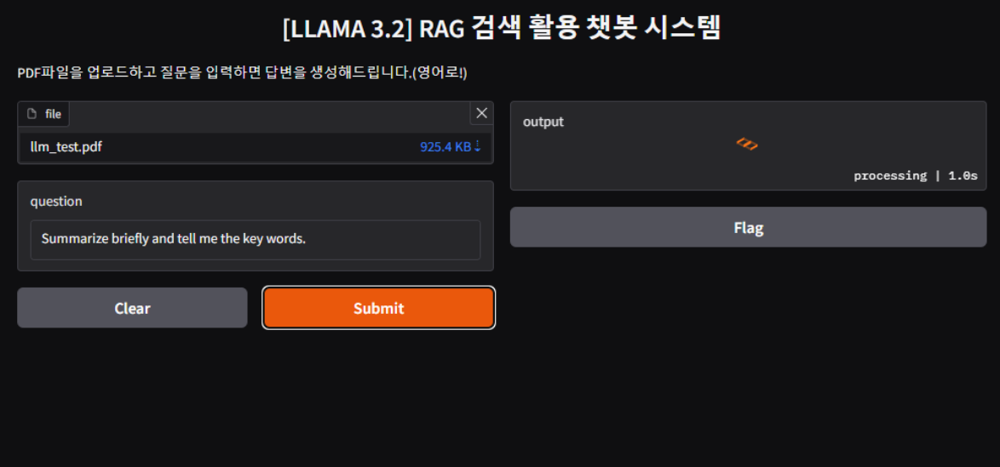 [LLAMA 3.2] RAG 검색 활용 챗봇 시스템
PDF파일을 업로드하고 질문을 입력하면 답변을 생성해드립니다.(영어로!)
file
llm_test.pdf
925.4 KB⇣
question
Summarize briefly and tell me the key words.
Clear
Submit
output
processing | 1.0s
Flag